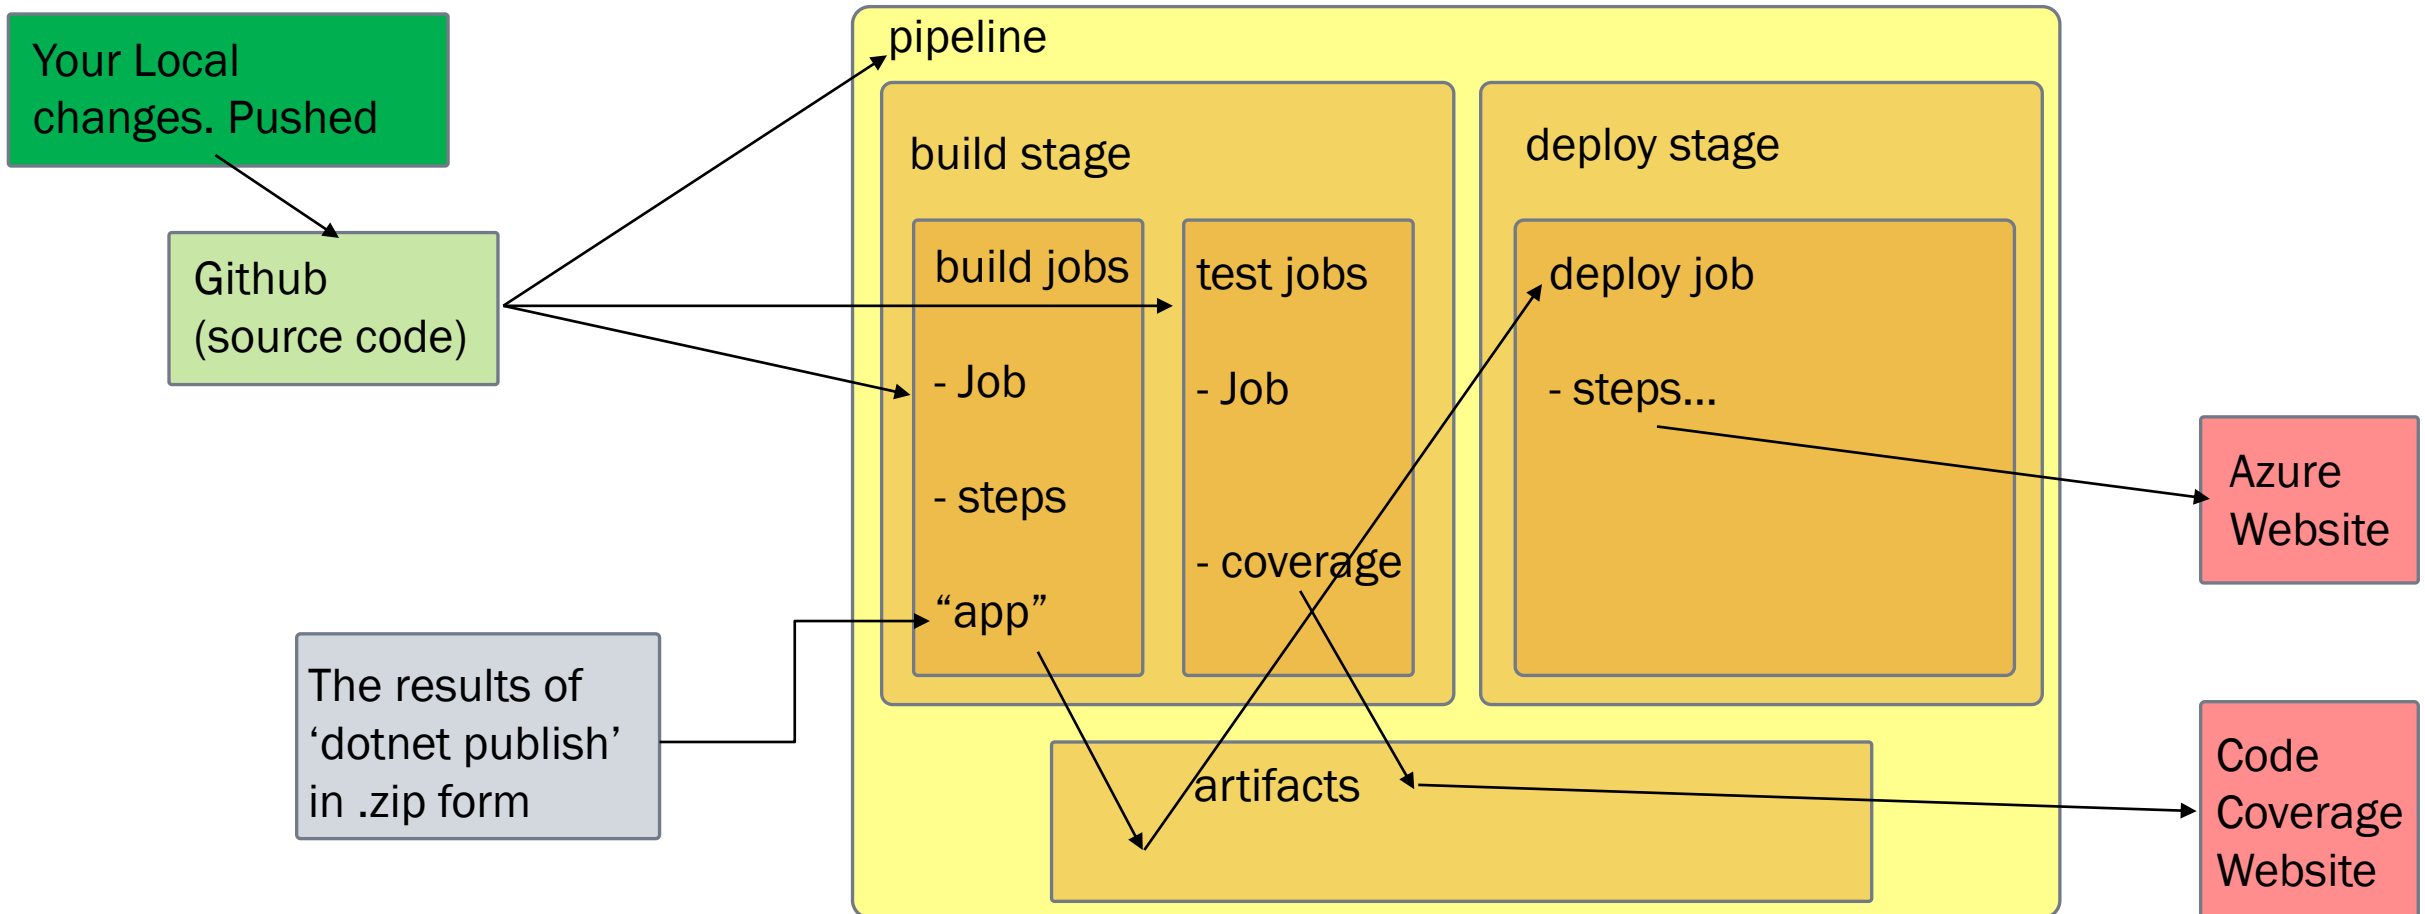 Your Local
changes. Pushed
Github
(source code)
The results of
‘dotnet publish’
in .zip form
pipeline
build stage
build jobs
- Job
- steps
“app”
test jobs
- Job
- coverage
deploy stage
deploy job
- steps...
artifacts
Azure
Website
Code
Coverage
Website